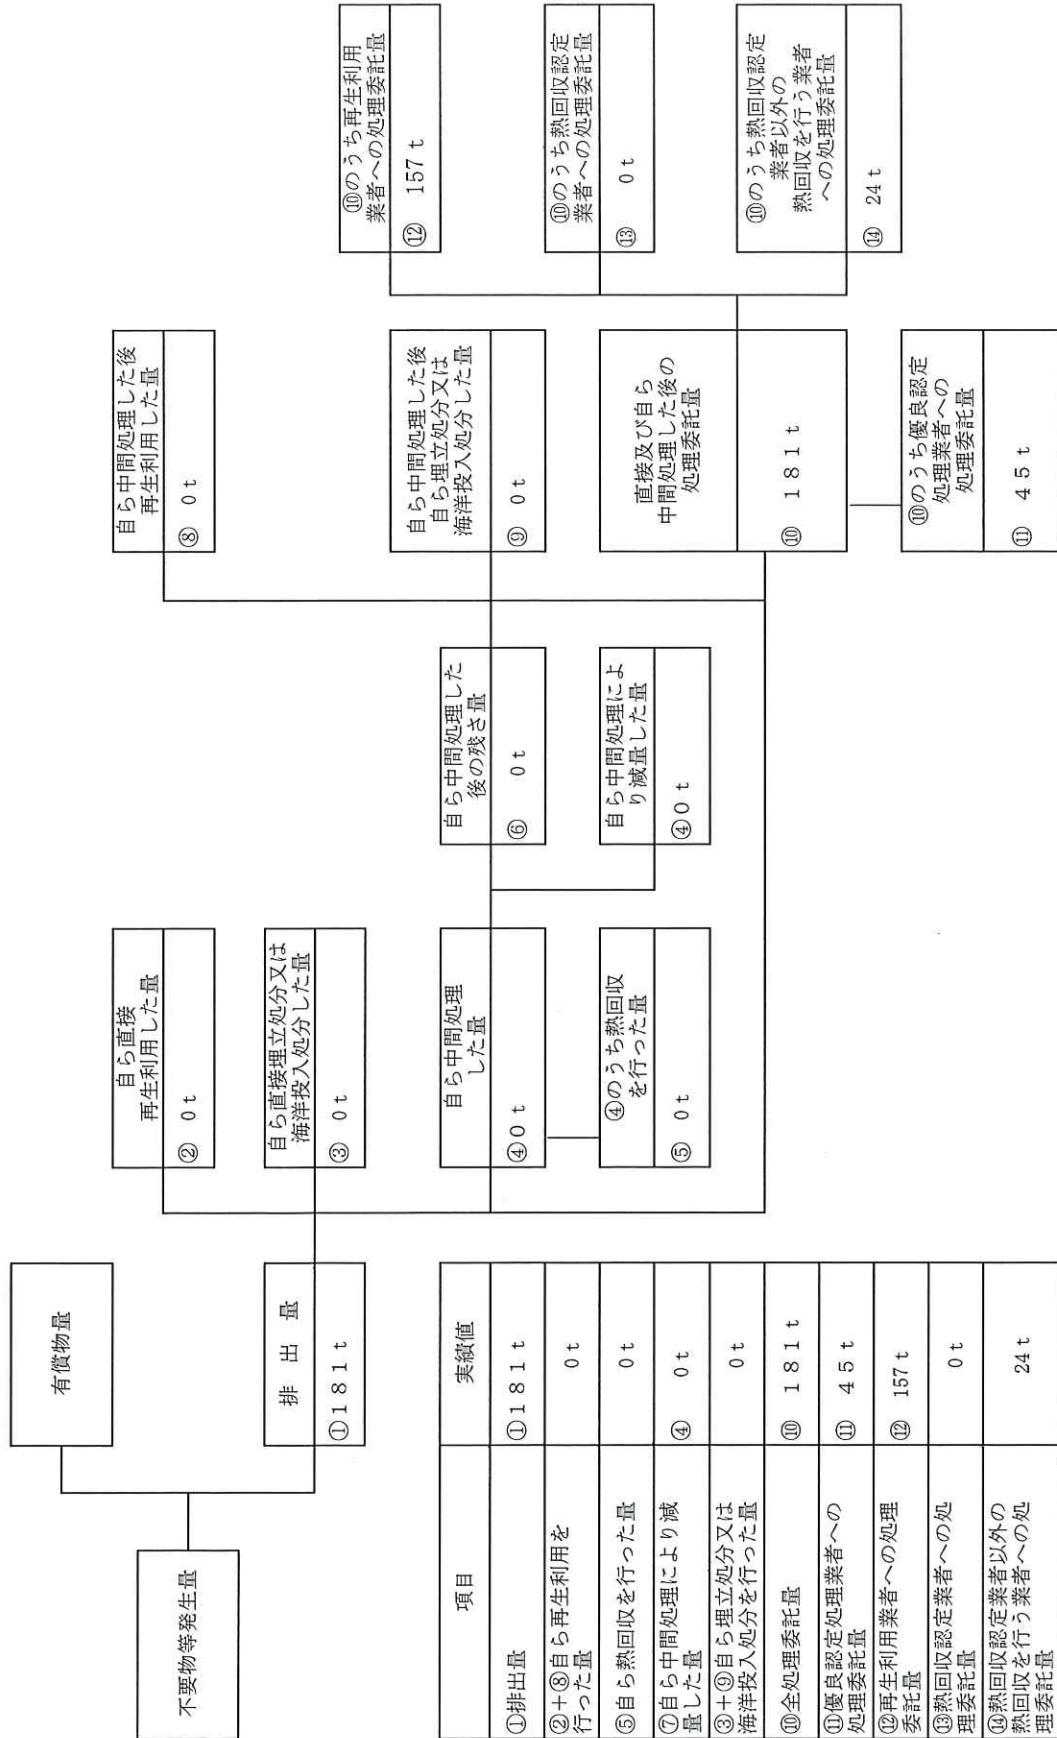 不要物等発生量
有償物量
排 出 量
①181t
自ら直接
再生利用した量
② 0t
自ら直接埋立処分又は
海洋投入処分した量
③ 0t
自ら中間処理
した量
④0t
④のうち熱回収
を行った量
⑤ 0t
自ら中間処理した
後の残さ量
⑥ 0t
自ら中間処理によ
り減量した量
④0t
自ら中間処理した後
再生利用した量
⑧ 0t
自ら中間処理した後
自ら埋立処分又は
海洋投入処分した量
⑨ 0t
直接及び自ら
中間処理した後の
処理委託量
⑩ 181t
⑩のうち優良認定
処理業者への
処理委託量
⑪ 45t
⑩のうち再生利用
業者への処理委託量
⑫ 157t
⑩のうち熱回収認定
業者への処理委託量
⑬ 0t
⑩のうち熱回収認定
業者以外の
熱回収を行う業者
への処理委託量
⑭ 24t
項目 実績値
①排出量 ①181t
②+⑧自ら再生利用を
行った量 0t
⑤自ら熱回収を行った量 0t
⑦自ら中間処理により減
量した量 ④ 0t
③+⑨自ら埋立処分又は
海洋投入処分を行った量 0t
⑩全処理委託量 ⑩ 181t
⑪優良認定処理業者への
処理委託量 ⑪ 45t
⑫再生利用業者への処理
委託量 ⑫ 157t
⑬熱回収認定業者への処
理委託量 0t
⑭熱回収認定業者以外の
熱回収を行う業者への処
理委託量 24t